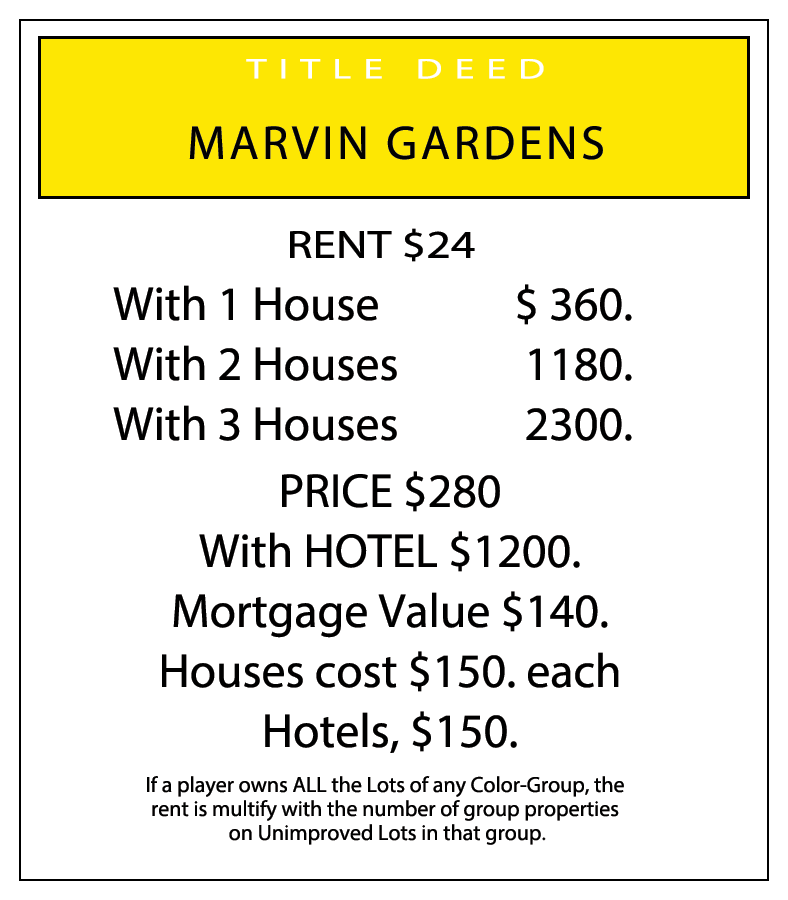 TITLE DEED
MARVIN GARDENS
RENT $24
With 1 House $ 360.
With 2 Houses 1180.
With 3 Houses 2300.
PRICE $280
With HOTEL $1200.
Mortgage Value $140.
Houses cost $150. each
Hotels, $150.
If a player owns ALL the Lots of any Color-Group, the
rent is multify with the number of group properties
on Unimproved Lots in that group.